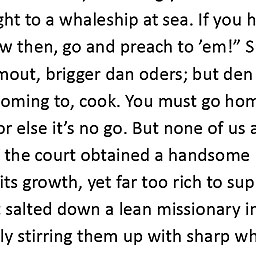 ght to a whaleship at sea. If you h
w then, go and preach to ’em!” S
mout, brigger dan oders; but den
oming to, cook. You must go hom
or else it’s no go. But none of us a
the court obtained a handsome
its growth, yet far too rich to sup
salted down a lean missionary in
ly stirring them up with sharp wh